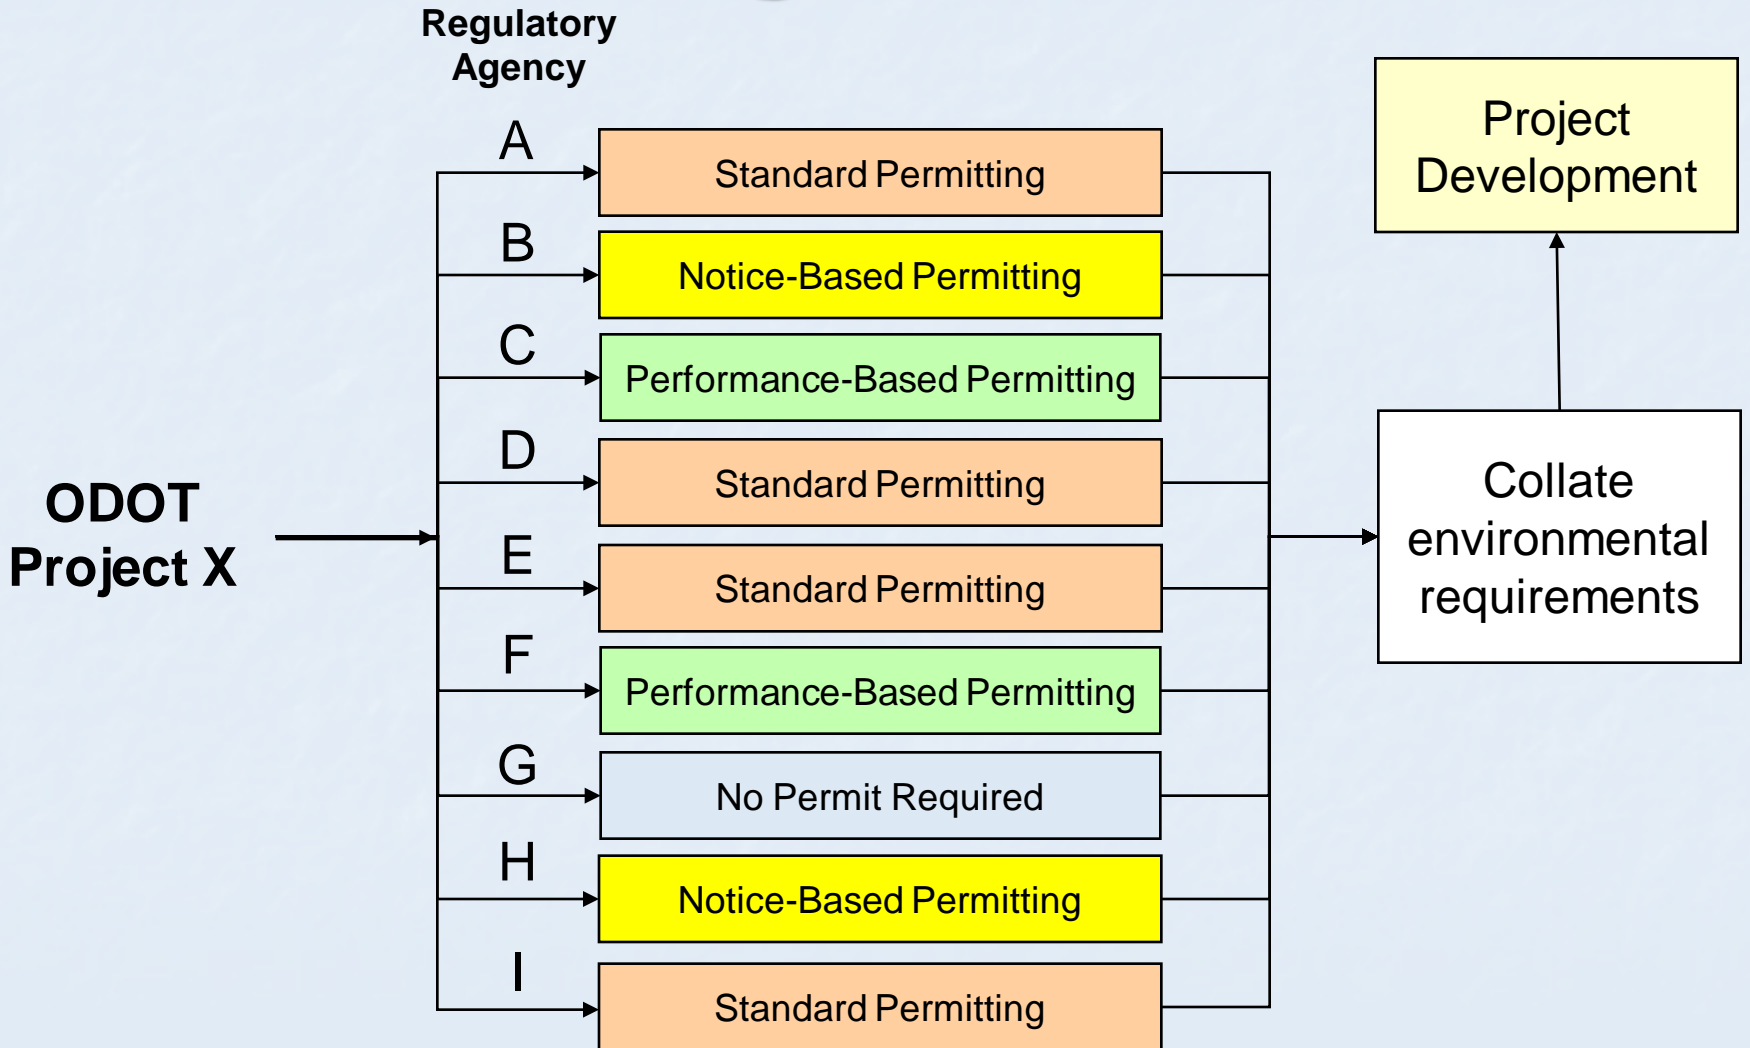 Regulatory
Agency
A
Standard Permitting
B
Notice-Based Permitting
C
Performance-Based Permitting
D
Standard Permitting
E
Standard Permitting
F
Performance-Based Permitting
G
No Permit Required
H
Notice-Based Permitting
I
Standard Permitting
ODOT
Project X
Project
Development
Collate
environmental
requirements